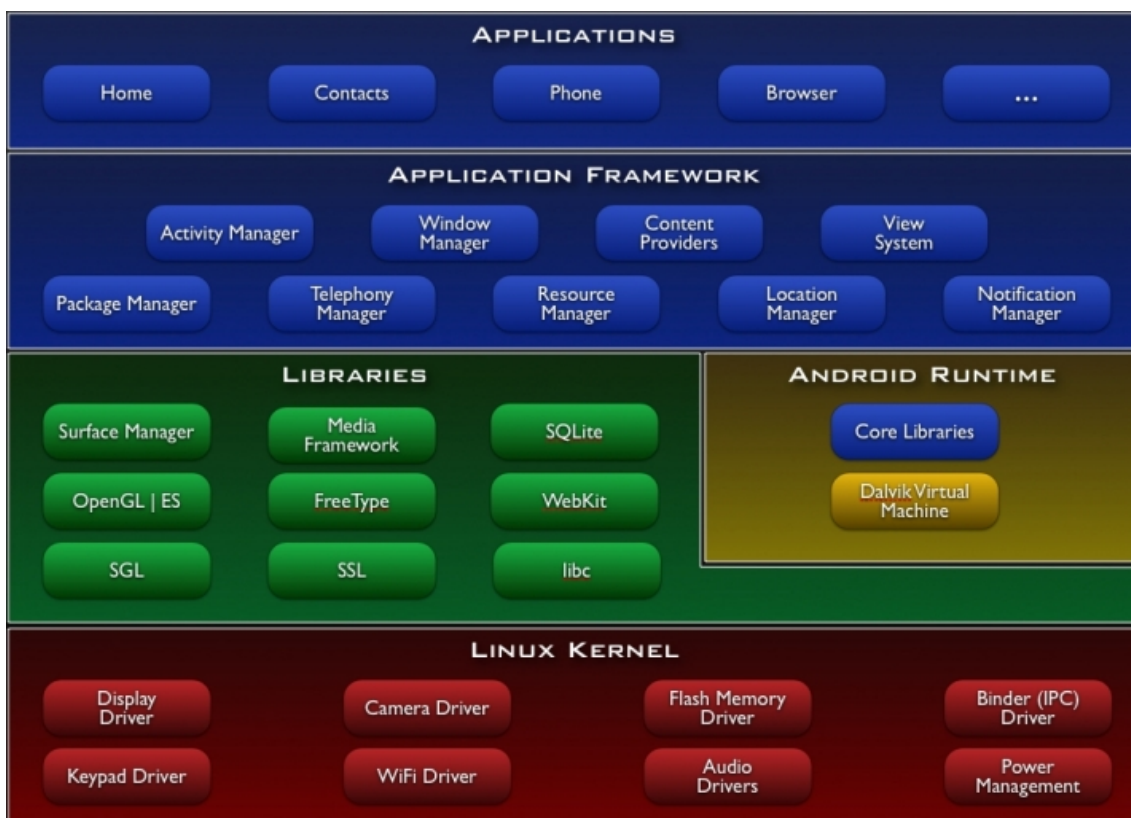 APPLICATIONS
Home
Contacts
Phone
Browser
...
APPLICATION FRAMEWORK
Activity Manager
Window
Manager
Content
Providers
View
System
Package Manager
Telephony
Manager
Resource
Manager
Location
Manager
Notification
Manager
LIBRARIES
Surface Manager
Media
Framework
SQLite
OpenGL | ES
FreeType
WebKit
SGL
SSL
libc
ANDROID RUNTIME
Core Libraries
Dalvik Virtual
Machine
LINUX KERNEL
Display
Driver
Camera Driver
Flash Memory
Driver
Binder (IPC)
Driver
Keypad Driver
WiFi Driver
Audio
Drivers
Power
Management